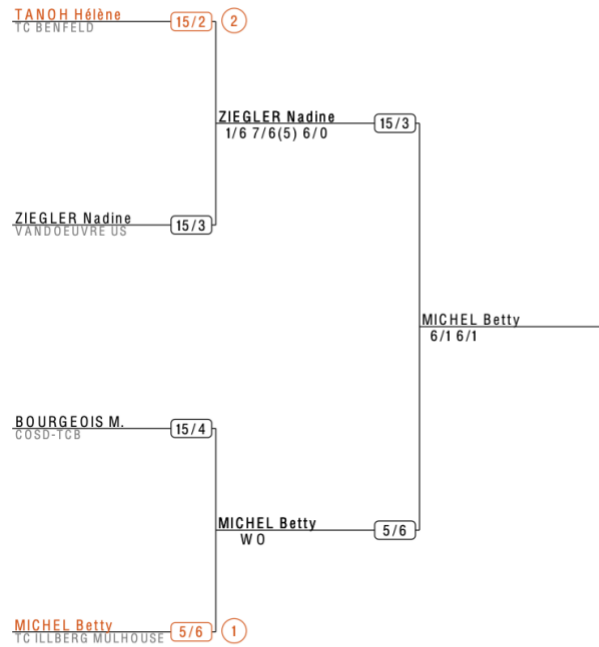 TANOH Hélène 15/2 2
TC BENFELD
ZIEGLER Nadine 15/3
1/6 7/6(5) 6/0
ZIEGLER Nadine 15/3
VANDOEUVRE US
MICHEL Betty
6/1 6/1
BOURGEOIS M. 15/4
COSD-TCB
MICHEL Betty 5/6
W O
MICHEL Betty 5/6 1
TC ILLBERG MULHOUSE